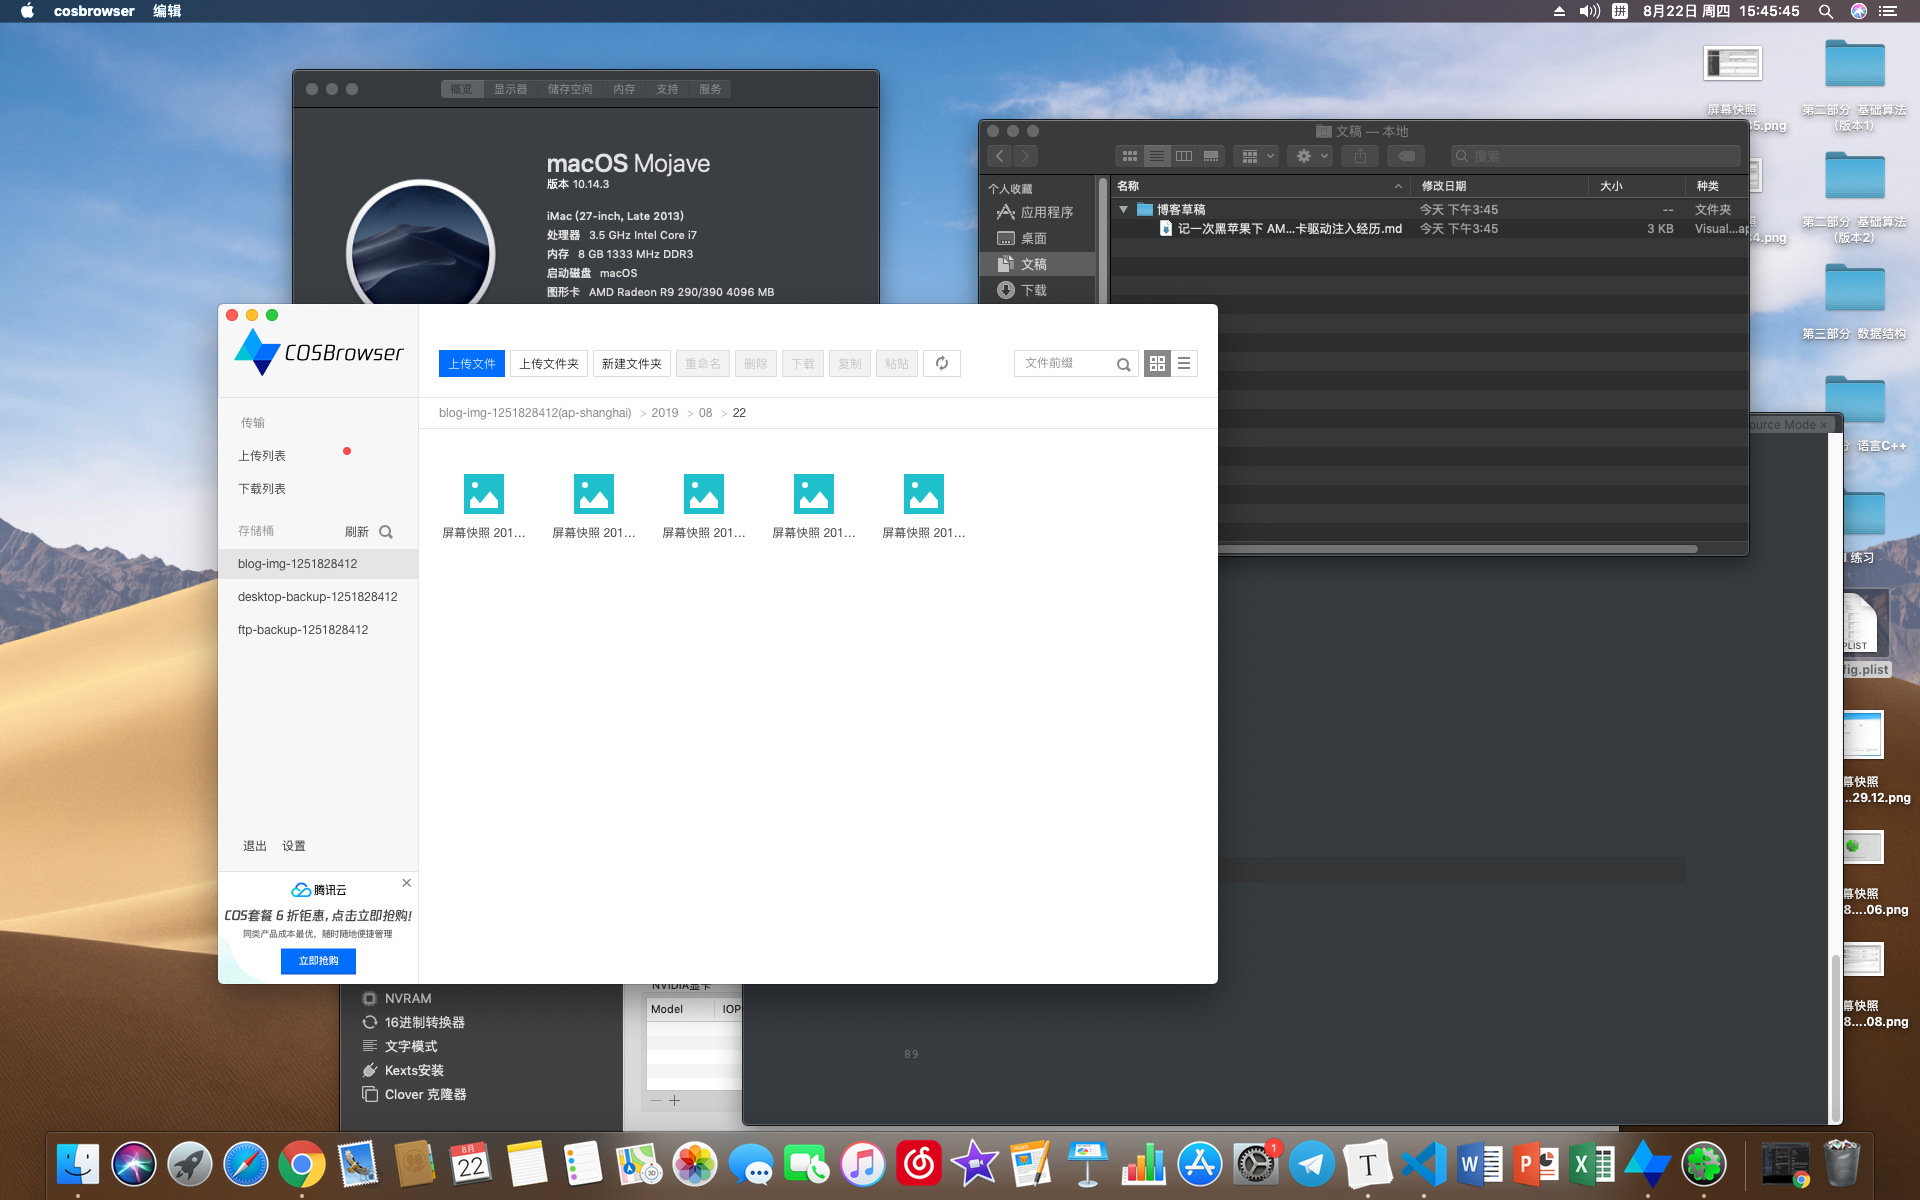 cosbrowser 编辑
拼 8月22日 周四 15:45:45
概览 显示器 储存空间 内存 支持 服务
macOS Mojave
版本 10.14.3
iMac (27-inch, Late 2013)
处理器 3.5 GHz Intel Core i7
内存 8 GB 1333 MHz DDR3
启动磁盘 macOS
图形卡 AMD Radeon R9 290/390 4096 MB
文稿 — 本地
搜索
个人收藏
应用程序
桌面
文稿
下载
名称 修改日期 大小 种类
博客草稿 今天 下午3:45 -- 文件夹
记一次黑苹果下 AM...卡驱动注入经历.md 今天 下午3:45 3 KB Visual...ap
COSBrowser
上传文件 上传文件夹 新建文件夹 重命名 删除 下载 复制 粘贴
文件前缀
blog-img-1251828412(ap-shanghai) > 2019 > 08 > 22
传输
上传列表
下载列表
存储桶 刷新
blog-img-1251828412
desktop-backup-1251828412
ftp-backup-1251828412
屏幕快照 201... 屏幕快照 201... 屏幕快照 201... 屏幕快照 201... 屏幕快照 201...
退出 设置
腾讯云
COS套餐 6 折钜惠, 点击立即抢购!
同类产品成本最优，随时随地便捷管理
立即抢购
NVRAM
16进制转换器
文字模式
Kexts安装
Clover 克隆器
NVIDIA显卡
Model IOP
89
ource Mode ×
屏幕快照
35.png
第二部分 基础算法
(版本1)
4.png
第二部分 基础算法
(版本2)
第三部分 数据结构
分 语言C++
练习
PLIST
fig.plist
幕快照
...29.12.png
幕快照
8....06.png
幕快照
8....08.png
8月
22
3D
1
T
W
P
X